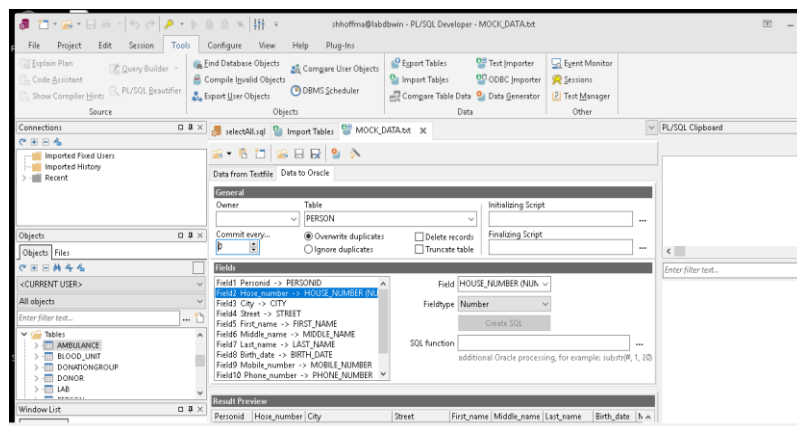 shhoffma@labdbwin - PL/SQL Developer - MOCK_DATA.txt
File Project Edit Session Tools Configure View Help Plug-Ins
Explain Plan
Code Assistant
Show Compiler Hints
Query Builder
PL/SQL Beautifier
Source
Find Database Objects
Compile Invalid Objects
Export User Objects
Compare User Objects
DBMS Scheduler
Objects
Export Tables
Import Tables
Compare Table Data
Text Importer
ODBC Importer
Data Generator
Data
Event Monitor
Sessions
Test Manager
Other
Connections
Imported Fixed Users
Imported History
Recent
Objects
Objects Files
<CURRENT USER>
All objects
Enter filter text...
Tables
AMBULANCE
BLOOD_UNIT
DONATIONGROUP
DONOR
LAB
Window List
selectAll.sql Import Tables MOCK_DATA.txt
Data from Textfile Data to Oracle
General
Owner Table Initializing Script
PERSON
Commit every... Overwrite duplicates Delete records Finalizing Script
0 Ignore duplicates Truncate table
Fields
Field1 Personid -> PERSONID
Field2 Hose_number -> HOUSE_NUMBER (NU
Field3 City -> CITY
Field4 Street -> STREET
Field5 First_name -> FIRST_NAME
Field6 Middle_name -> MIDDLE_NAME
Field7 Last_name -> LAST_NAME
Field8 Birth_date -> BIRTH_DATE
Field9 Mobile_number -> MOBILE_NUMBER
Field10 Phone_number -> PHONE_NUMBER
Field HOUSE_NUMBER (NUM
Fieldtype Number
Create SQL
SQL function
additional Oracle processing, for example: substr(#, 1, 20)
Result Preview
Personid Hose_number City Street First_name Middle_name Last_name Birth_date
PL/SQL Clipboard
Enter filter text...